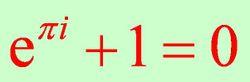 e^{πi} + 1 = 0